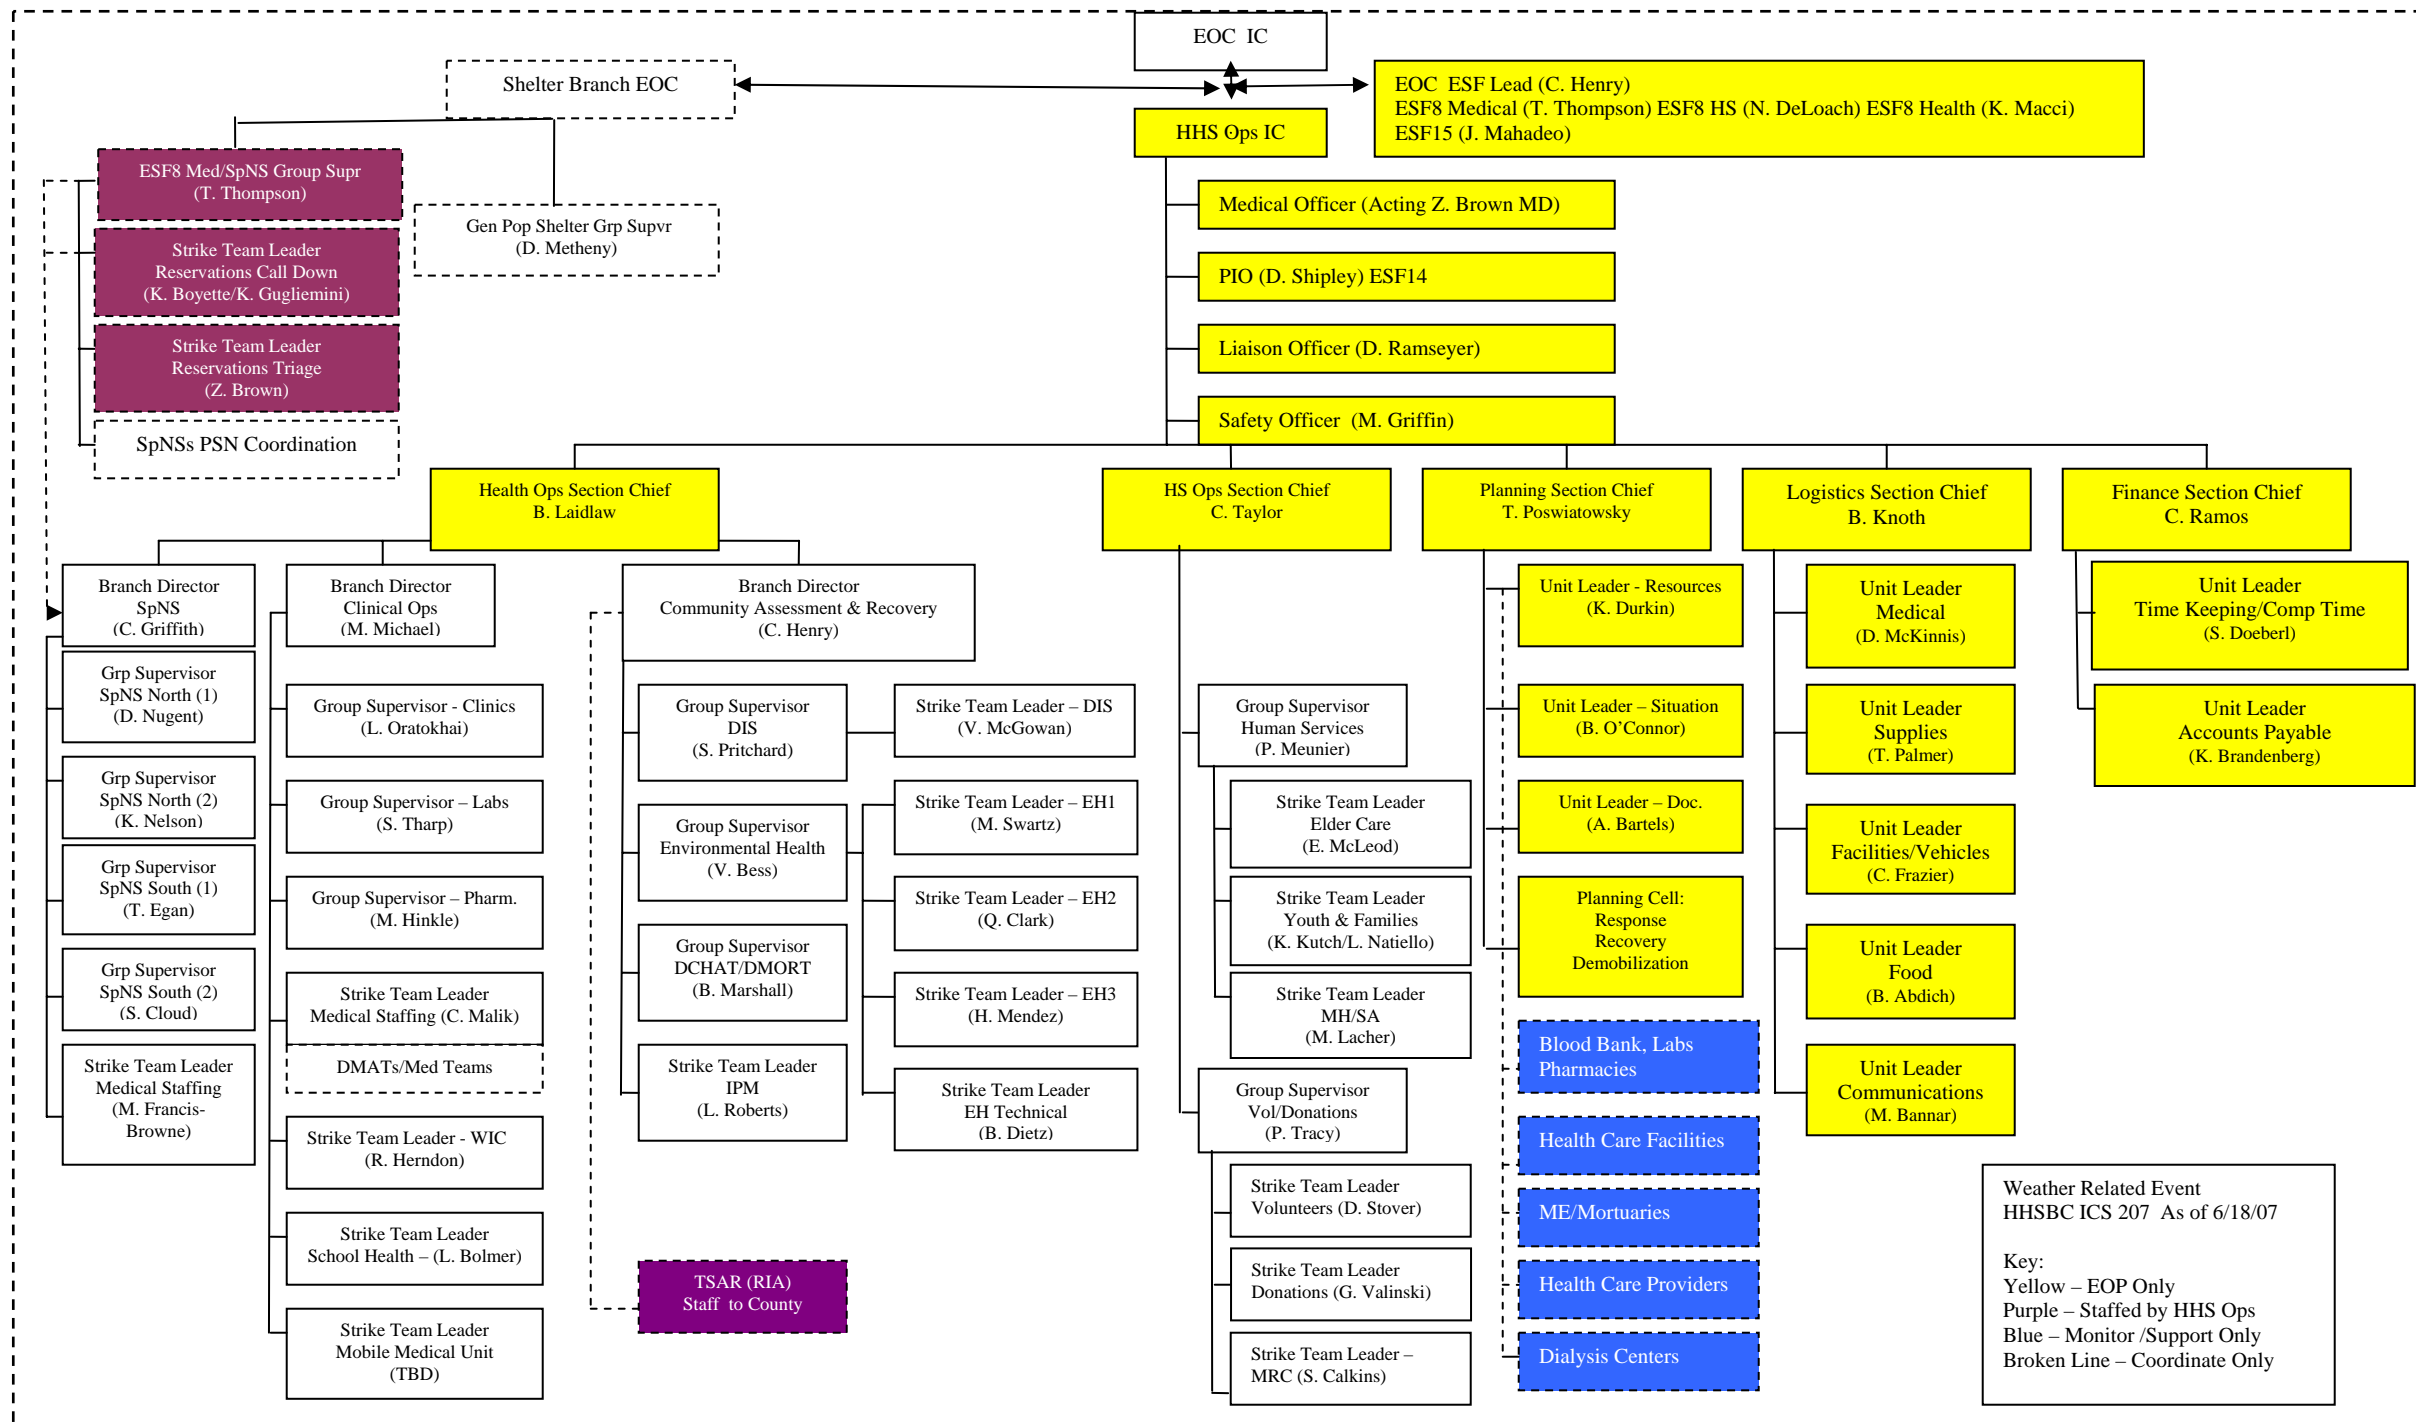 EOC  IC
Shelter Branch EOC
EOC  ESF Lead (C. Henry)
ESF8 Medical (T. Thompson) ESF8 HS (N. DeLoach) ESF8 Health (K. Macci)
ESF15 (J. Mahadeo)
HHS Ops IC
ESF8 Med/SpNS Group Supr
(T. Thompson)
Gen Pop Shelter Grp Supvr
(D. Metheny)
Strike Team Leader
Reservations Call Down
(K. Boyette/K. Gugliemini)
Strike Team Leader
Reservations Triage
(Z. Brown)
SpNSs PSN Coordination
Medical Officer (Acting Z. Brown MD)
PIO (D. Shipley) ESF14
Liaison Officer (D. Ramseyer)
Safety Officer  (M. Griffin)
Health Ops Section Chief
B. Laidlaw
HS Ops Section Chief
C. Taylor
Planning Section Chief
T. Poswiatowsky
Logistics Section Chief
B. Knoth
Finance Section Chief
C. Ramos
Branch Director
SpNS
(C. Griffith)
Grp Supervisor
SpNS North (1)
(D. Nugent)
Grp Supervisor
SpNS North (2)
(K. Nelson)
Grp Supervisor
SpNS South (1)
(T. Egan)
Grp Supervisor
SpNS South (2)
(S. Cloud)
Strike Team Leader
Medical Staffing
(M. Francis-
Browne)
Branch Director
Clinical Ops
(M. Michael)
Group Supervisor - Clinics
(L. Oratokhai)
Group Supervisor – Labs
(S. Tharp)
Group Supervisor – Pharm.
(M. Hinkle)
Strike Team Leader
Medical Staffing (C. Malik)
DMATs/Med Teams
Strike Team Leader - WIC
(R. Herndon)
Strike Team Leader
School Health – (L. Bolmer)
Strike Team Leader
Mobile Medical Unit
(TBD)
Branch Director
Community Assessment & Recovery
(C. Henry)
Group Supervisor
DIS
(S. Pritchard)
Group Supervisor
Environmental Health
(V. Bess)
Group Supervisor
DCHAT/DMORT
(B. Marshall)
Strike Team Leader
IPM
(L. Roberts)
TSAR (RIA)
Staff  to County
Strike Team Leader – DIS
(V. McGowan)
Strike Team Leader – EH1
(M. Swartz)
Strike Team Leader – EH2
(Q. Clark)
Strike Team Leader – EH3
(H. Mendez)
Strike Team Leader
EH Technical
(B. Dietz)
Group Supervisor
Human Services
(P. Meunier)
Strike Team Leader
Elder Care
(E. McLeod)
Strike Team Leader
Youth & Families
(K. Kutch/L. Natiello)
Strike Team Leader
MH/SA
(M. Lacher)
Group Supervisor
Vol/Donations
(P. Tracy)
Strike Team Leader
Volunteers (D. Stover)
Strike Team Leader
Donations (G. Valinski)
Strike Team Leader –
MRC (S. Calkins)
Unit Leader - Resources
(K. Durkin)
Unit Leader – Situation
(B. O’Connor)
Unit Leader – Doc.
(A. Bartels)
Planning Cell:
Response
Recovery
Demobilization
Blood Bank, Labs
Pharmacies
Health Care Facilities
ME/Mortuaries
Health Care Providers
Dialysis Centers
Unit Leader
Medical
(D. McKinnis)
Unit Leader
Supplies
(T. Palmer)
Unit Leader
Facilities/Vehicles
(C. Frazier)
Unit Leader
Food
(B. Abdich)
Unit Leader
Communications
(M. Bannar)
Unit Leader
Time Keeping/Comp Time
(S. Doeberl)
Unit Leader
Accounts Payable
(K. Brandenberg)
Weather Related Event
HHSBC ICS 207  As of 6/18/07
Key:
Yellow – EOP Only
Purple – Staffed by HHS Ops
Blue – Monitor /Support Only
Broken Line – Coordinate Only